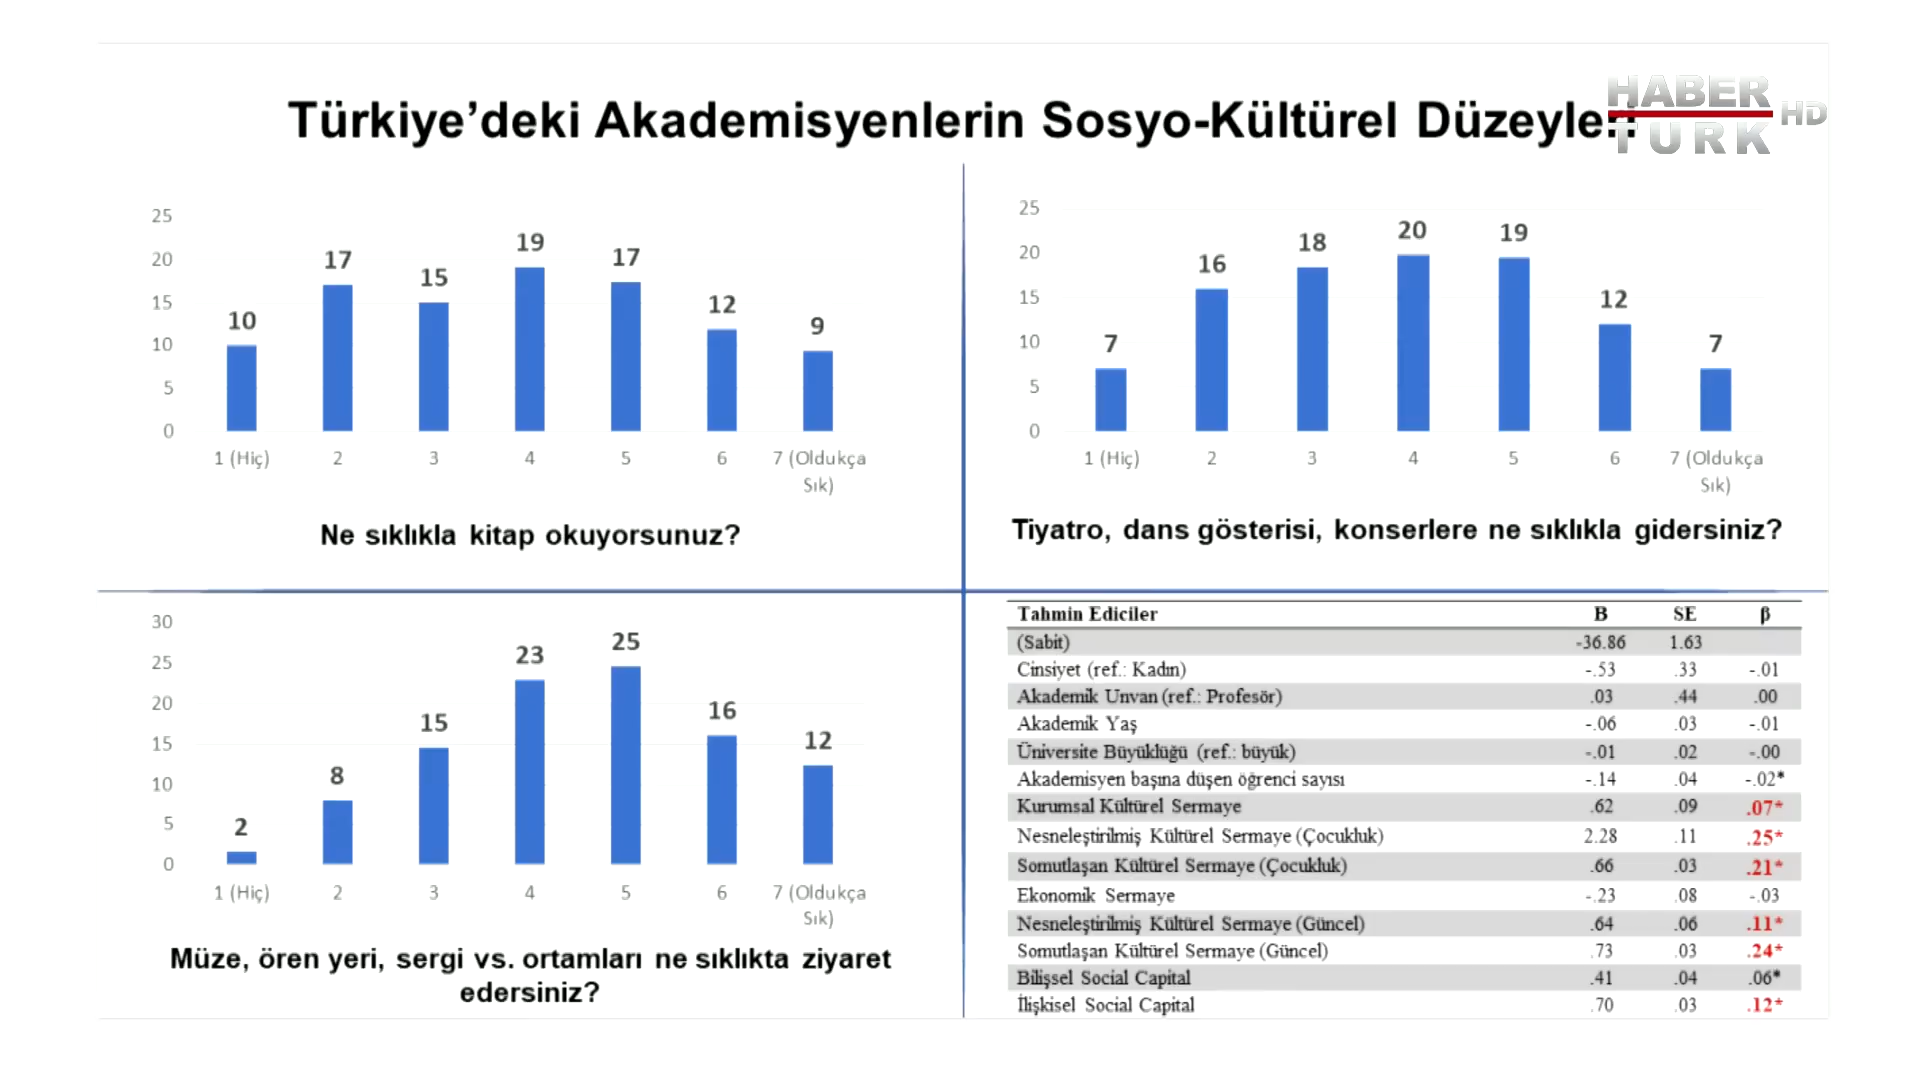 Türkiye’deki Akademisyenlerin Sosyo-Kültürel Düzeyleri
HABER
TURK HD
25
20
15
10
5
0
10
17
15
19
17
12
9
1 (Hiç) 2 3 4 5 6 7 (Oldukça
Sık)
Ne sıklıkla kitap okuyorsunuz?
25
20
15
10
5
0
7
16
18
20
19
12
7
1 (Hiç) 2 3 4 5 6 7 (Oldukça
Sık)
Tiyatro, dans gösterisi, konserlere ne sıklıkla gidersiniz?
30
25
20
15
10
5
0
2
8
15
23
25
16
12
1 (Hiç) 2 3 4 5 6 7 (Oldukça
Sık)
Müze, ören yeri, sergi vs. ortamları ne sıklıkta ziyaret
edersiniz?
Tahmin Ediciler B SE β
(Sabit) -36.86 1.63
Cinsiyet (ref.: Kadın) -.53 .33 -.01
Akademik Unvan (ref.: Profesör) .03 .44 .00
Akademik Yaş -.06 .03 -.01
Üniversite Büyüklüğü (ref.: büyük) -.01 .02 -.00
Akademisyen başına düşen öğrenci sayısı -.14 .04 -.02*
Kurumsal Kültürel Sermaye .62 .09 .07*
Nesneleştirilmiş Kültürel Sermaye (Çocukluk) 2.28 .11 .25*
Somutlaşan Kültürel Sermaye (Çocukluk) .66 .03 .21*
Ekonomik Sermaye -.23 .08 -.03
Nesneleştirilmiş Kültürel Sermaye (Güncel) .64 .06 .11*
Somutlaşan Kültürel Sermaye (Güncel) .73 .03 .24*
Bilişsel Social Capital .41 .04 .06*
İlişkisel Social Capital .70 .03 .12*